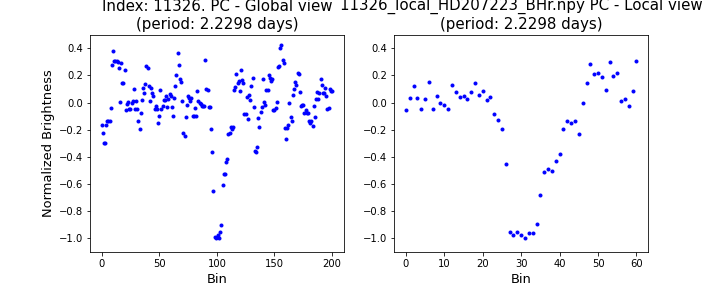 Index: 11326. PC - Global view
(period: 2.2298 days)
11326_local_HD207223_BHr.npy PC - Local view
(period: 2.2298 days)
Normalized Brightness
0.4
0.2
0.0
−0.2
−0.4
−0.6
−0.8
−1.0
0 50 100 150 200
Bin
0.4
0.2
0.0
−0.2
−0.4
−0.6
−0.8
−1.0
0 20 40 60
Bin